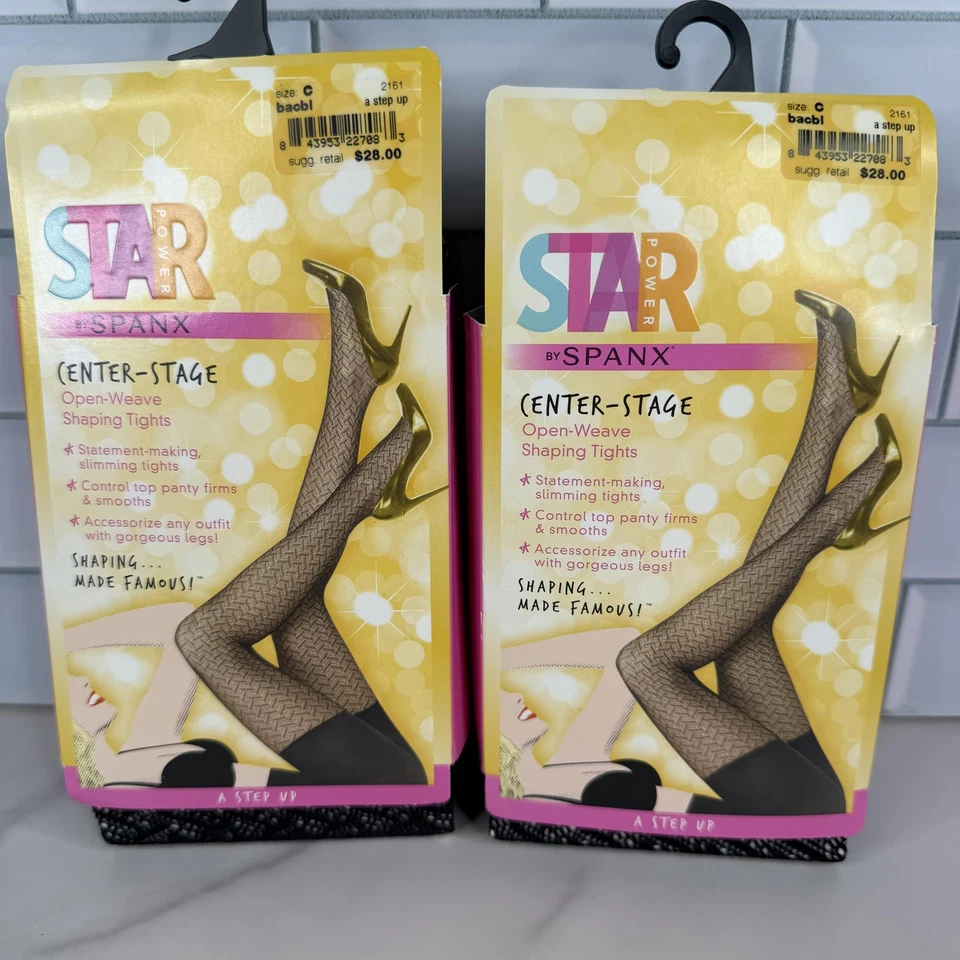 size: C 2161
bacbl a step up
8 43953 22708 3
sugg. retail $28.00
STAR
POWER
BY SPANX
CENTER-STAGE
Open-Weave
Shaping Tights
Statement-making,
slimming tights
Control top panty firms
& smooths
Accessorize any outfit
with gorgeous legs!
SHAPING...
MADE FAMOUS!™
A STEP UP
size: C 2161
bacbl a step up
8 43953 22708 3
sugg. retail $28.00
STAR
POWER
BY SPANX®
CENTER-STAGE
Open-Weave
Shaping Tights
Statement-making,
slimming tights
Control top panty firms
& smooths
Accessorize any outfit
with gorgeous legs!
SHAPING...
MADE FAMOUS!™
A STEP UP